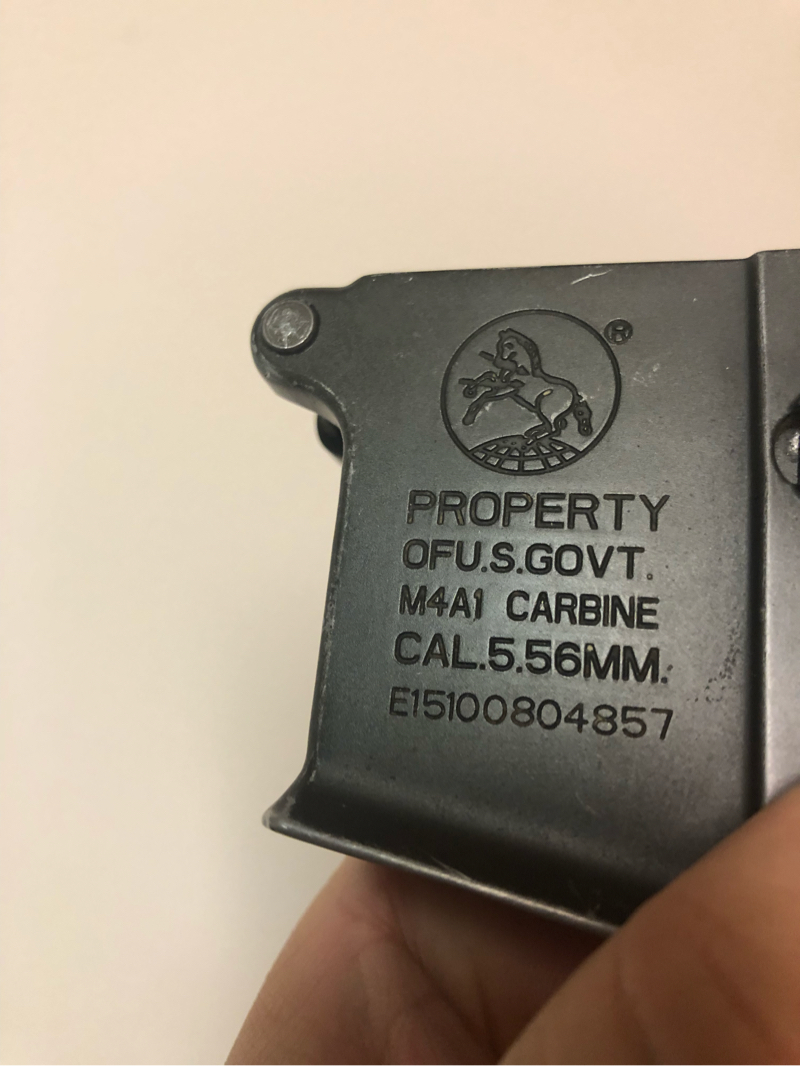 ®
PROPERTY
OFU.S.GOVT.
M4A1 CARBINE
CAL.5.56MM.
E15100804857